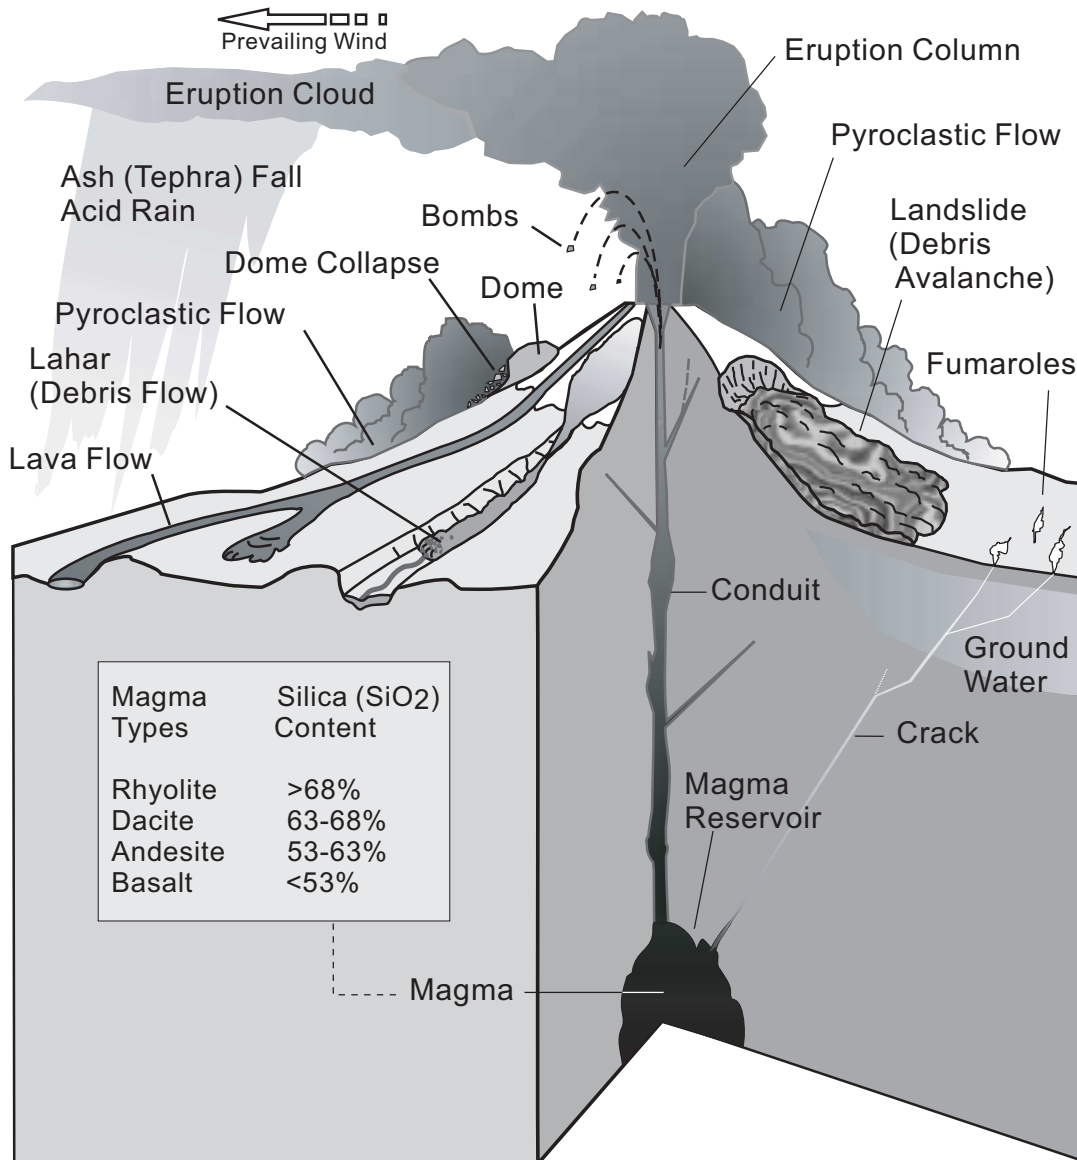 Prevailing Wind
Eruption Cloud
Eruption Column
Ash (Tephra) Fall
Acid Rain
Pyroclastic Flow
Bombs
Landslide
(Debris
Avalanche)
Dome Collapse
Dome
Pyroclastic Flow
Lahar
(Debris Flow)
Fumaroles
Lava Flow
Conduit
Ground
Water
Crack
Magma Silica (SiO2)
Types Content
Rhyolite >68%
Dacite 63-68%
Andesite 53-63%
Basalt <53%
Magma
Reservoir
Magma